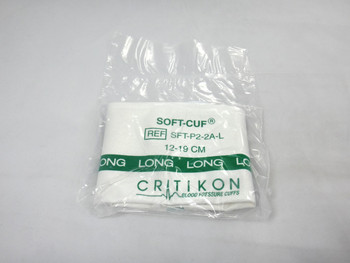 SOFT-CUF®
REF SFT-P2-2A-L
12-19 CM
LONG LONG LONG LONG
CRITIKON
BLOOD PRESSURE CUFFS